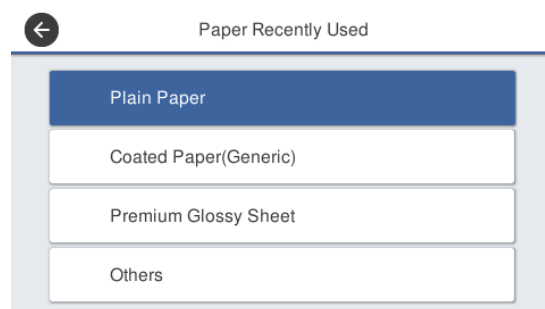 Paper Recently Used
Plain Paper
Coated Paper(Generic)
Premium Glossy Sheet
Others